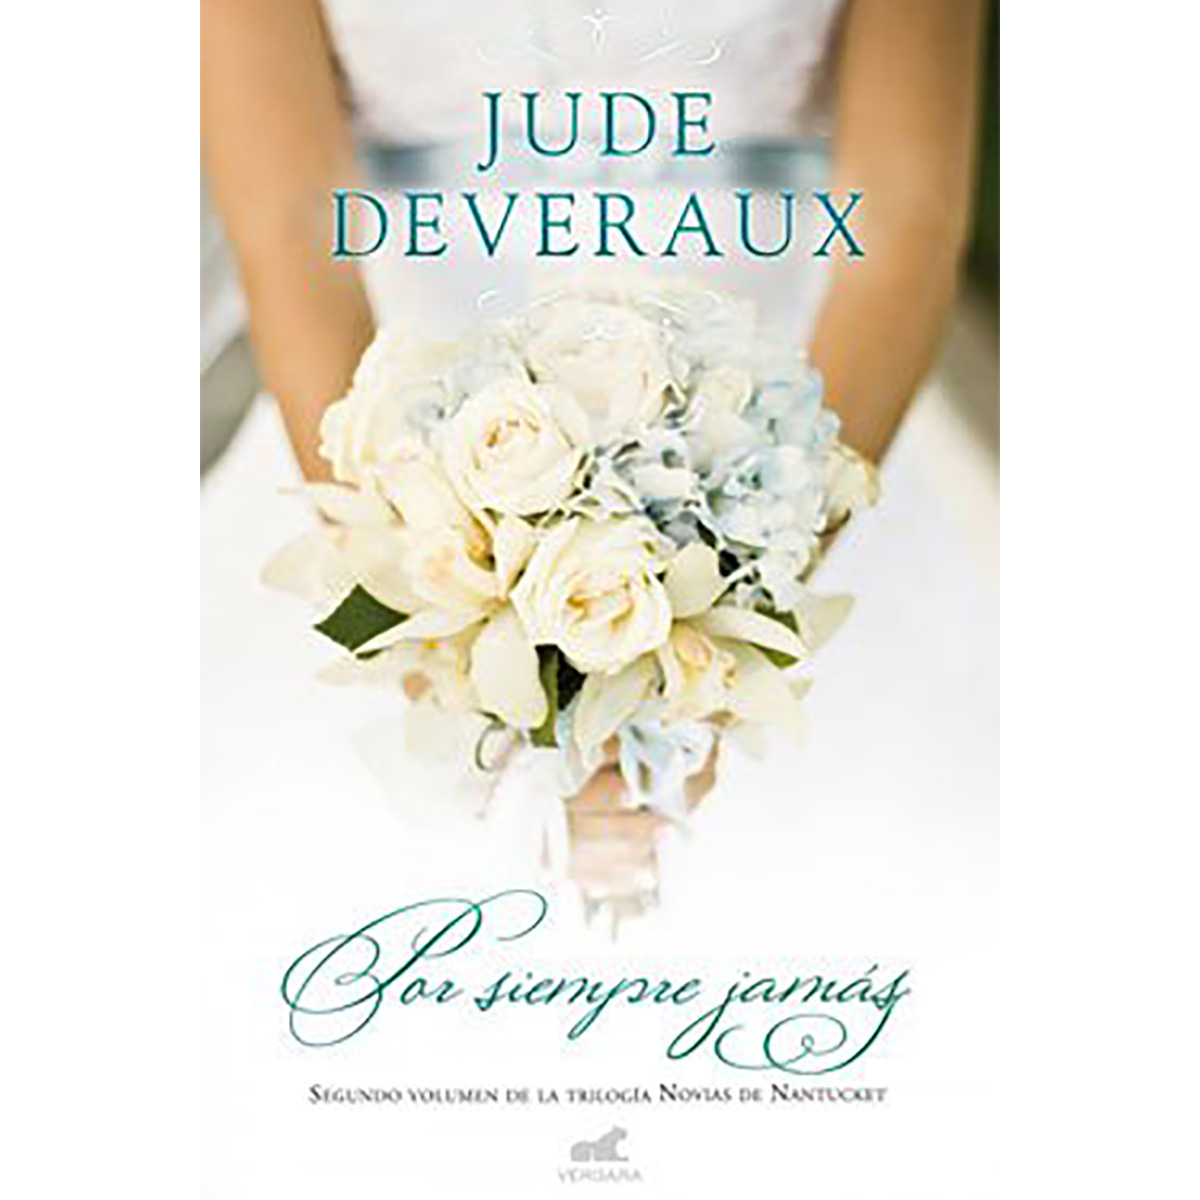 JUDE
DEVERAUX
Por siempre jamás
SEGUNDO VOLUMEN DE LA TRILOGÍA NOVIAS DE NANTUCKET
VERGARA